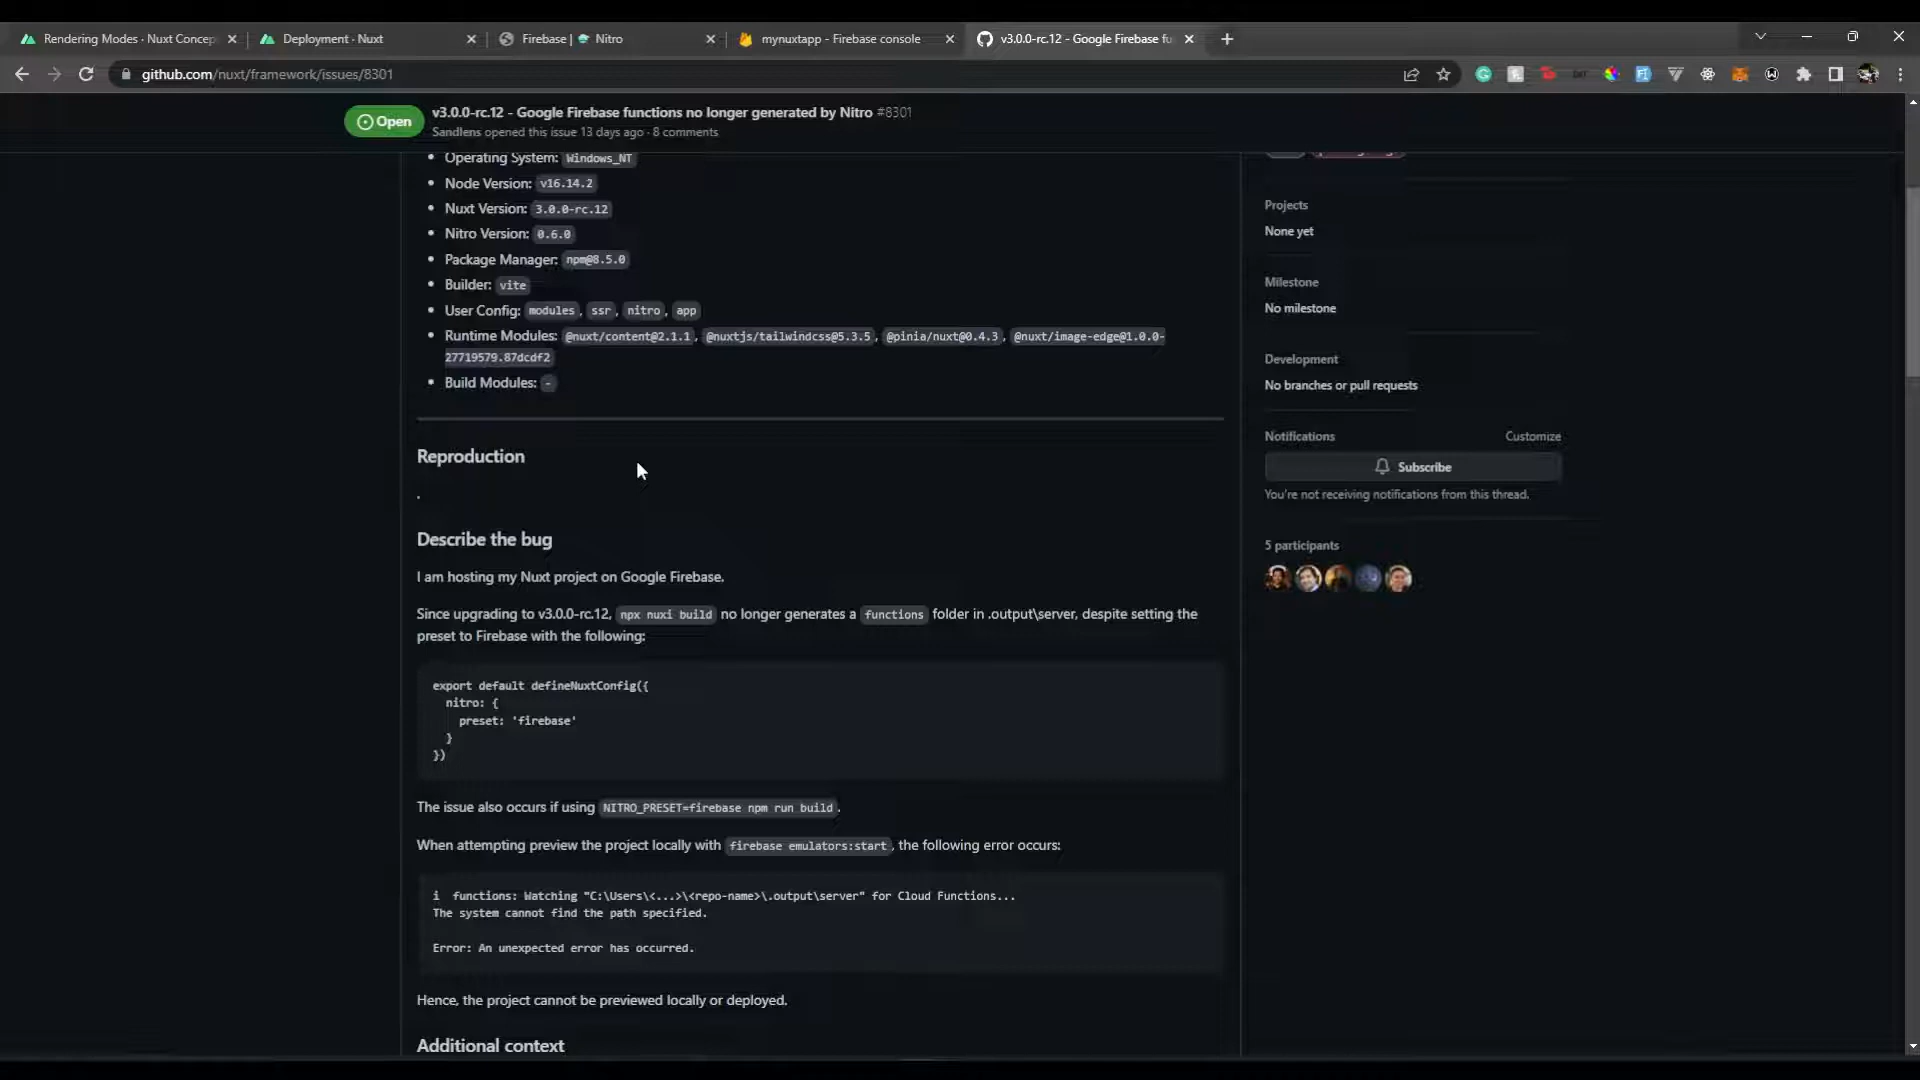 Rendering Modes · Nuxt Concep
Deployment · Nuxt
Firebase | Nitro
mynuxtapp - Firebase console
v3.0.0-rc.12 - Google Firebase fu
github.com/nuxt/framework/issues/8301
Open
v3.0.0-rc.12 - Google Firebase functions no longer generated by Nitro #8301
Sandlens opened this issue 13 days ago · 8 comments
Operating System: Windows_NT
Node Version: v16.14.2
Nuxt Version: 3.0.0-rc.12
Nitro Version: 0.6.0
Package Manager: npm@8.5.0
Builder: vite
User Config: modules, ssr, nitro, app
Runtime Modules: @nuxt/content@2.1.1, @nuxtjs/tailwindcss@5.3.5, @pinia/nuxt@0.4.3, @nuxt/image-edge@1.0.0-
27719579.87dcdf2
Build Modules: -
Reproduction
.
Describe the bug
I am hosting my Nuxt project on Google Firebase.
Since upgrading to v3.0.0-rc.12, npx nuxi build no longer generates a functions folder in .output\server, despite setting the
preset to Firebase with the following:
export default defineNuxtConfig({
nitro: {
preset: 'firebase'
}
})
The issue also occurs if using NITRO_PRESET=firebase npm run build.
When attempting preview the project locally with firebase emulators:start, the following error occurs:
i functions: Watching "C:\Users\<...>\<repo-name>\.output\server" for Cloud Functions...
The system cannot find the path specified.
Error: An unexpected error has occurred.
Hence, the project cannot be previewed locally or deployed.
Additional context
Projects
None yet
Milestone
No milestone
Development
No branches or pull requests
Notifications
Customize
Subscribe
You're not receiving notifications from this thread.
5 participants